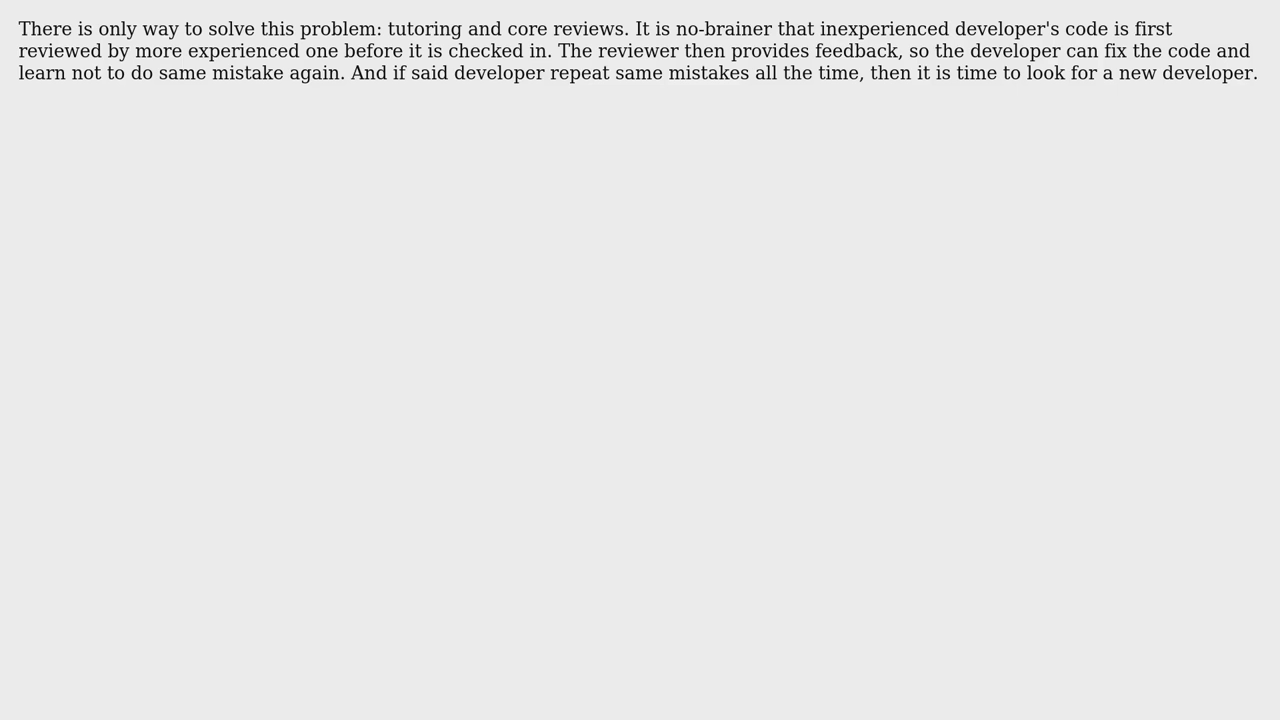 There is only way to solve this problem: tutoring and core reviews. It is no-brainer that inexperienced developer's code is first
reviewed by more experienced one before it is checked in. The reviewer then provides feedback, so the developer can fix the code and
learn not to do same mistake again. And if said developer repeat same mistakes all the time, then it is time to look for a new developer.